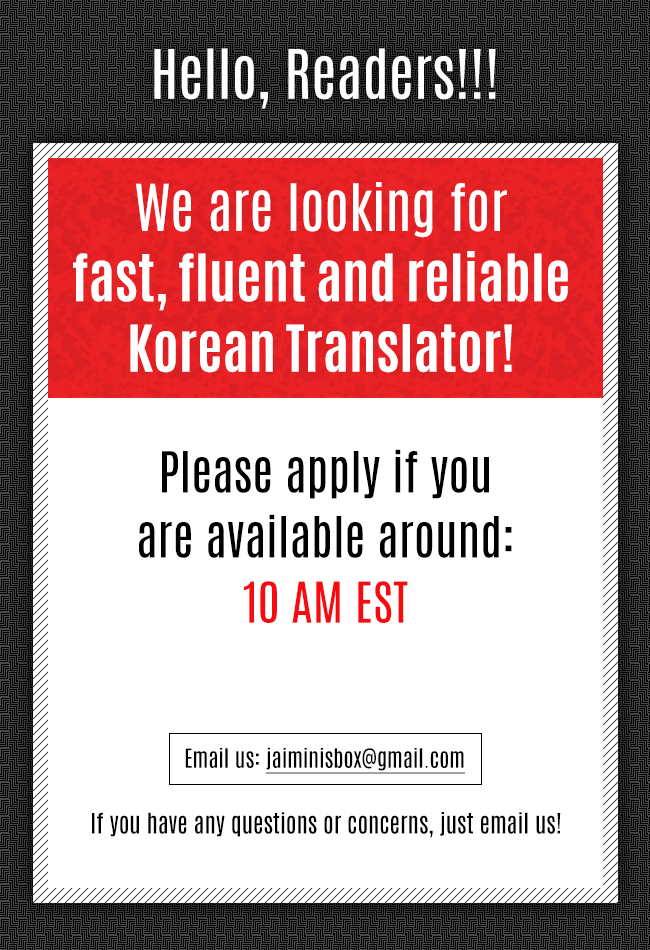 Hello, Readers!!!
We are looking for
fast, fluent and reliable
Korean Translator!
Please apply if you
are available around:
10 AM EST
Email us: jaiminisbox@gmail.com
If you have any questions or concerns, just email us!